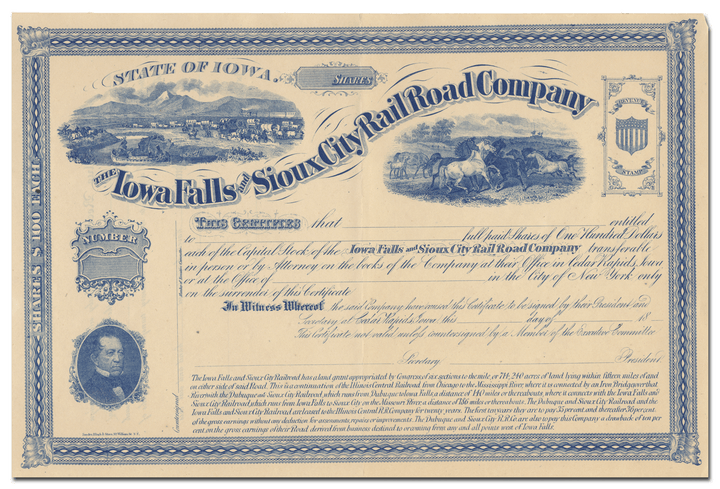 STATE OF IOWA.
SHARES
THE Iowa Falls and Sioux City Rail Road Company
REVENUE
STAMP
SHARES $100 EACH
NUMBER
THIS CERTIFIES that entitled
to full paid Shares of One Hundred Dollars
each of the Capital Stock of the Iowa Falls and Sioux City Rail Road Company transferable
in person or by Attorney on the books of the Company at their Office in Cedar Rapids, Iowa
or at the Office of in the City of New York only
on the surrender of this Certificate
In Witness Whereof the said Company have caused this Certificate to be signed by their President and
Secretary at Cedar Rapids, Iowa, this day of 18
This Certificate not valid unless countersigned by a Member of the Executive Committee
Secretary President
Countersigned
The Iowa Falls and Sioux City Railroad has a land grant appropriated by Congress of six sections to the mile, or 714,240 acres of land lying within fifteen miles of and
on either side of said Road. This is a continuation of the Illinois Central Railroad from Chicago to the Mississippi River where it is connected by an Iron Bridge over that
River with the Dubuque and Sioux City Railroad, which runs from Dubuque to Iowa Falls, a distance of 140 miles or thereabouts, where it connects with the Iowa Falls and
Sioux City Railroad, which runs from Iowa Falls to Sioux City on the Missouri River a distance of 186 miles or thereabouts. The Dubuque and Sioux City Railroad and the
Iowa Falls and Sioux City Railroad are leased to the Illinois Central R.R. Company for twenty years. The first ten years they are to pay 35 percent and thereafter 36 per cent.
of the gross earnings without any deduction for assessments, repairs or improvements. The Dubuque and Sioux City R.R. Co. are also to pay this Company a drawback of ten per
cent on the gross earnings of their Road, derived from business destined to or coming from any and all points west of Iowa Falls.